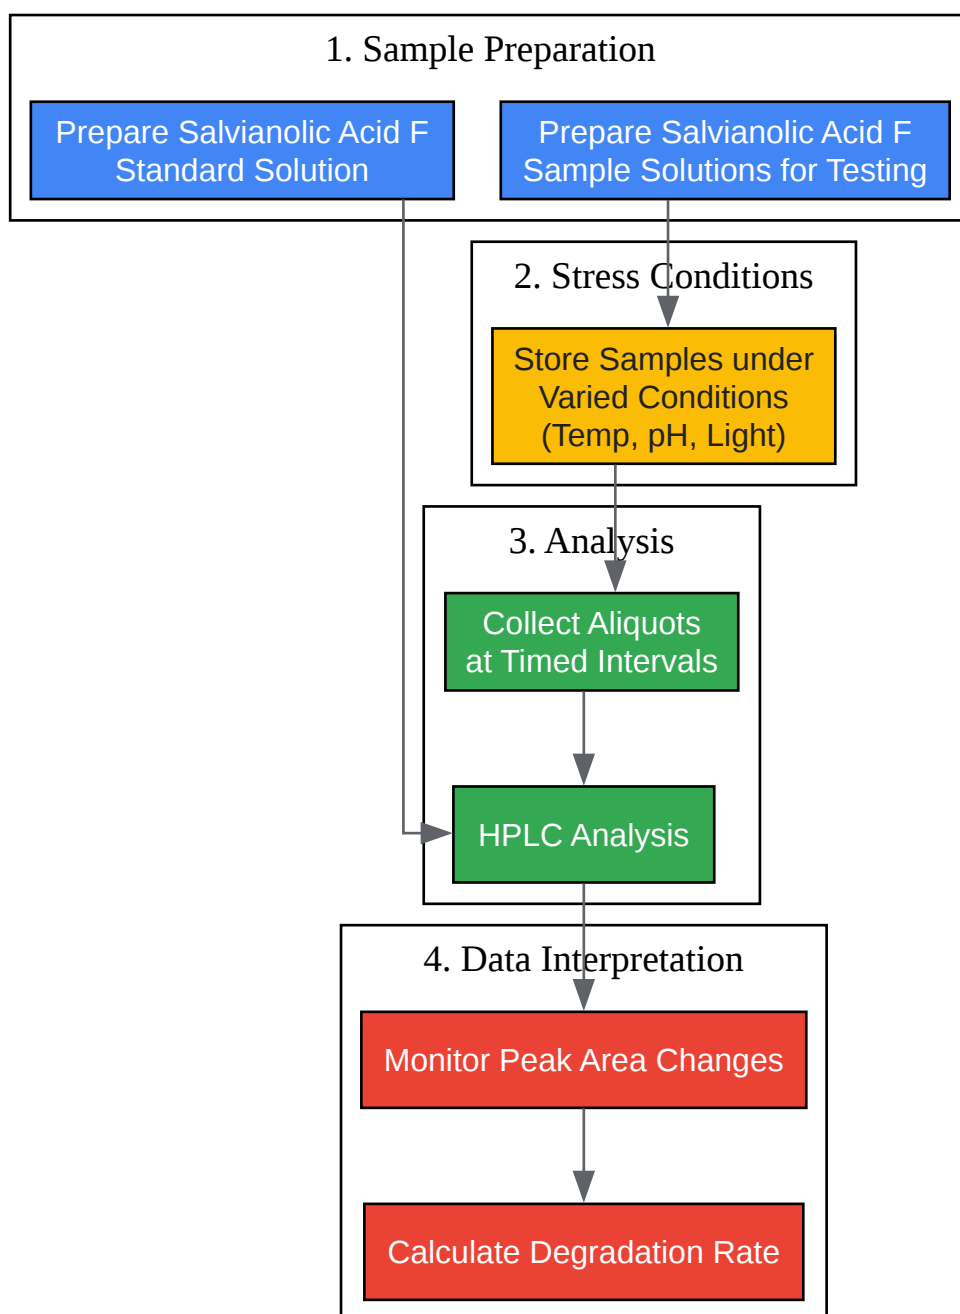 1. Sample Preparation
Prepare Salvianolic Acid F
Standard Solution
Prepare Salvianolic Acid F
Sample Solutions for Testing
2. Stress Conditions
Store Samples under
Varied Conditions
(Temp, pH, Light)
3. Analysis
Collect Aliquots
at Timed Intervals
HPLC Analysis
4. Data Interpretation
Monitor Peak Area Changes
Calculate Degradation Rate